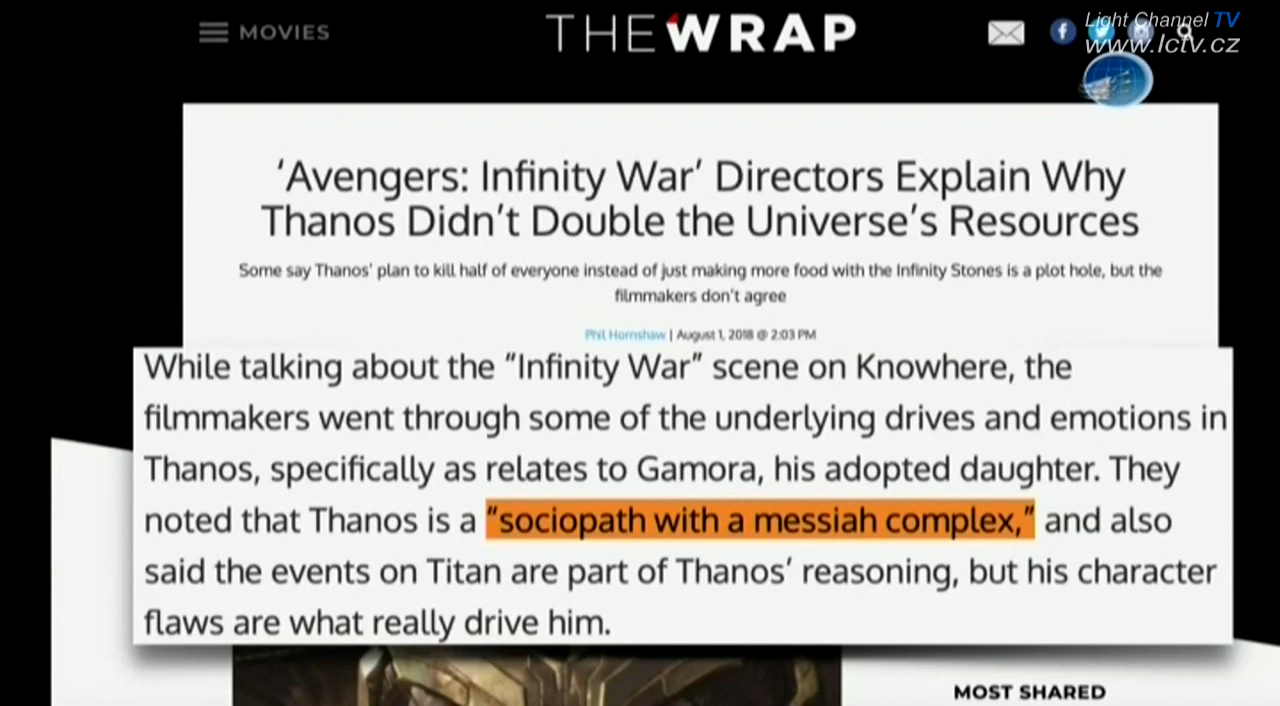 MOVIES
THE WRAP
Light Channel TV
www.lctv.cz
‘Avengers: Infinity War’ Directors Explain Why
Thanos Didn’t Double the Universe’s Resources
Some say Thanos’ plan to kill half of everyone instead of just making more food with the Infinity Stones is a plot hole, but the
filmmakers don’t agree
Phil Hornshaw | August 1, 2018 @ 2:03 PM
While talking about the “Infinity War” scene on Knowhere, the
filmmakers went through some of the underlying drives and emotions in
Thanos, specifically as relates to Gamora, his adopted daughter. They
noted that Thanos is a “sociopath with a messiah complex,” and also
said the events on Titan are part of Thanos’ reasoning, but his character
flaws are what really drive him.
MOST SHARED